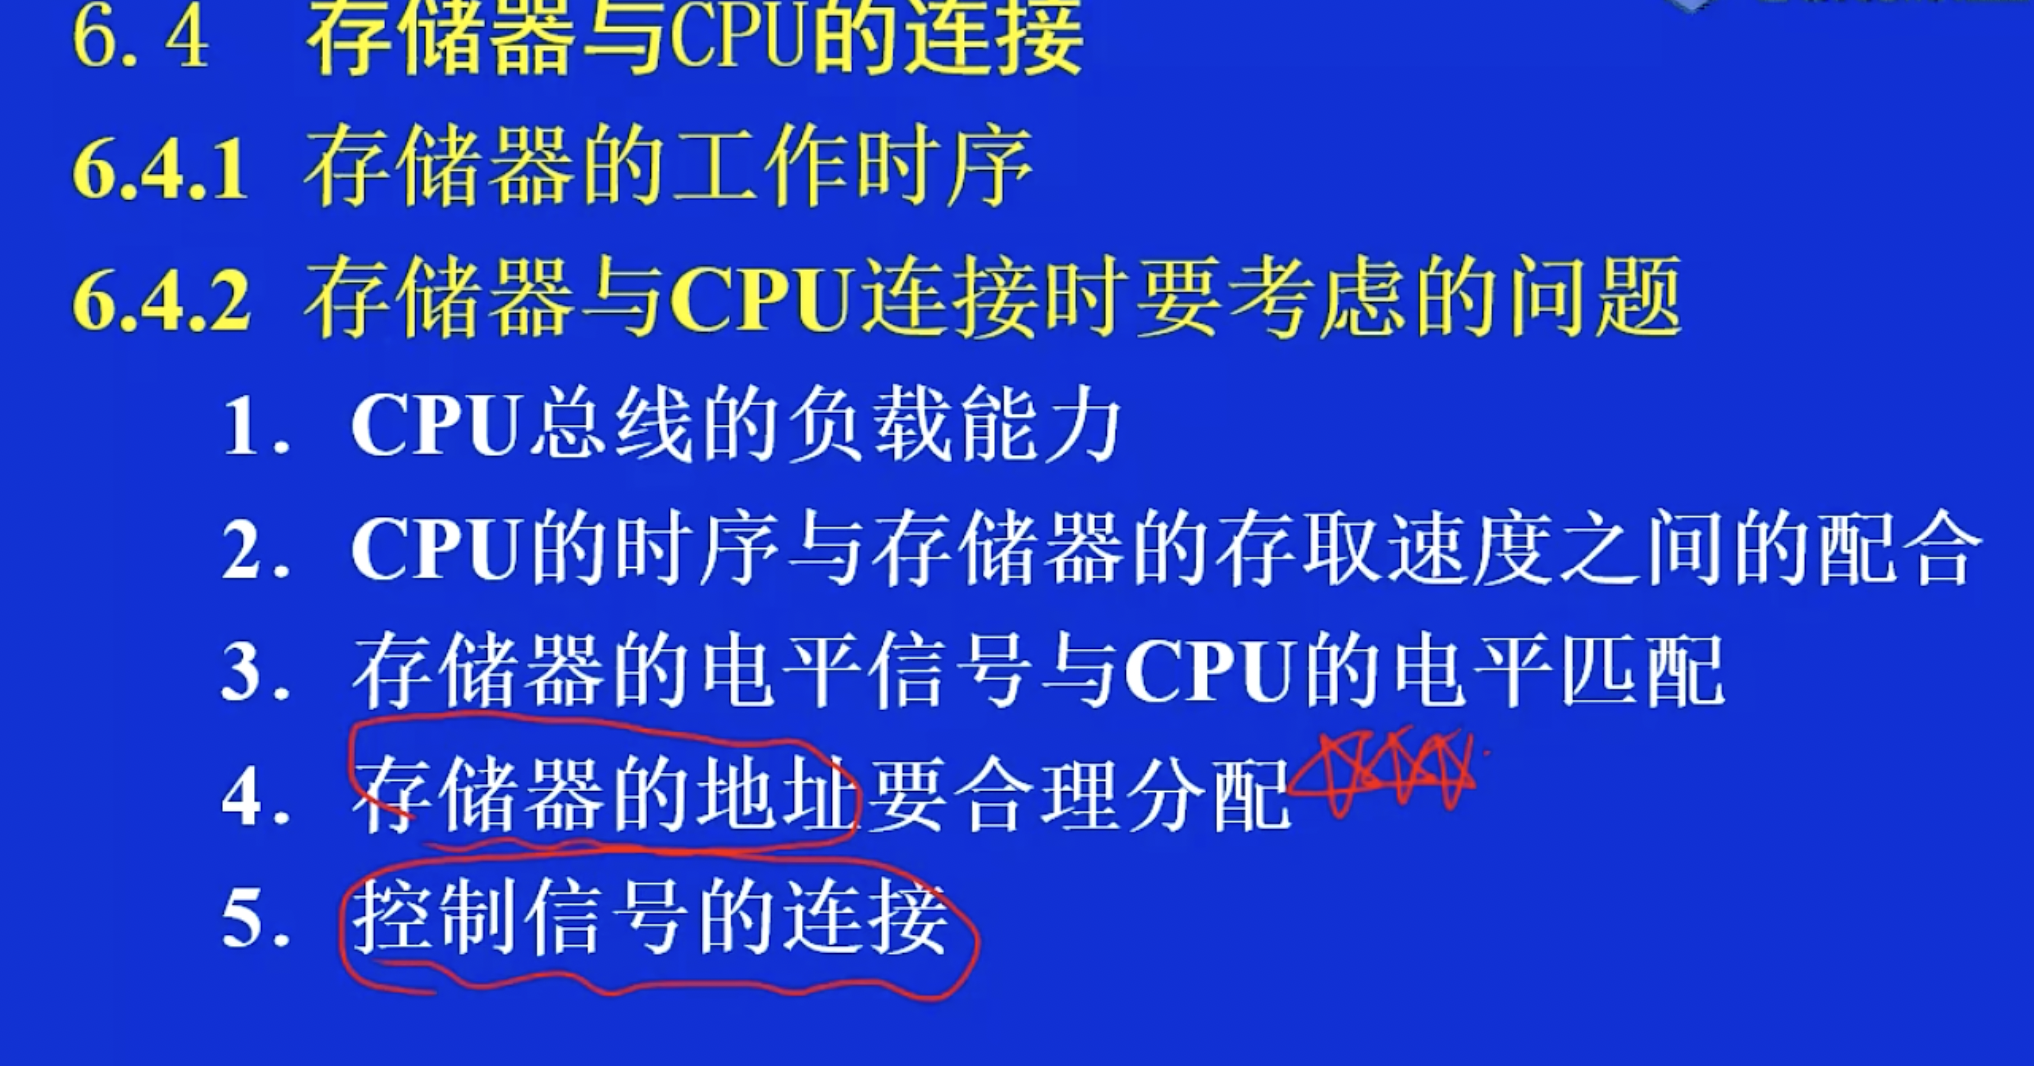 6.4 存储器与CPU的连接
6.4.1 存储器的工作时序
6.4.2 存储器与CPU连接时要考虑的问题
1. CPU总线的负载能力
2. CPU的时序与存储器的存取速度之间的配合
3. 存储器的电平信号与CPU的电平匹配
4. 存储器的地址要合理分配
5. 控制信号的连接